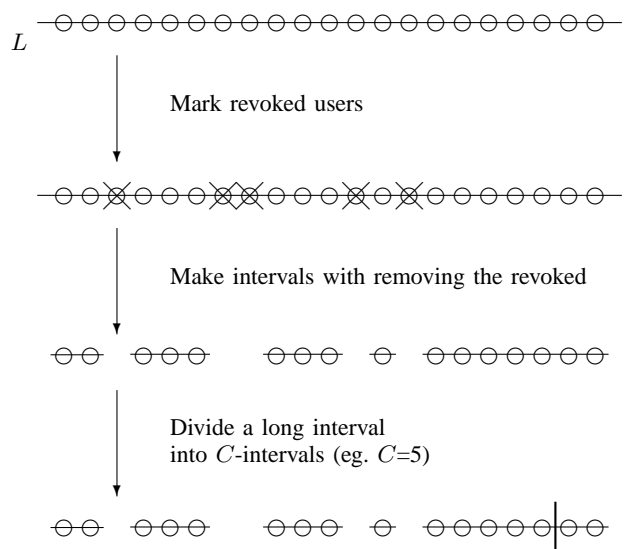 L
Mark revoked users
Make intervals with removing the revoked
Divide a long interval
into C-intervals (eg. C=5)